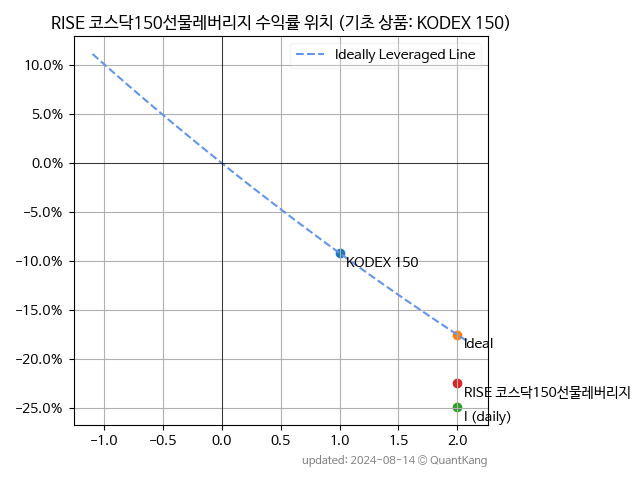 RISE 코스닥150선물레버리지 수익률 위치 (기초 상품: KODEX 150)
Ideally Leveraged Line
10.0%
5.0%
0.0%
−5.0%
−10.0%
−15.0%
−20.0%
−25.0%
KODEX 150
Ideal
RISE 코스닥150선물레버리지
I (daily)
−1.0 −0.5 0.0 0.5 1.0 1.5 2.0
updated: 2024-08-14 © QuantKang